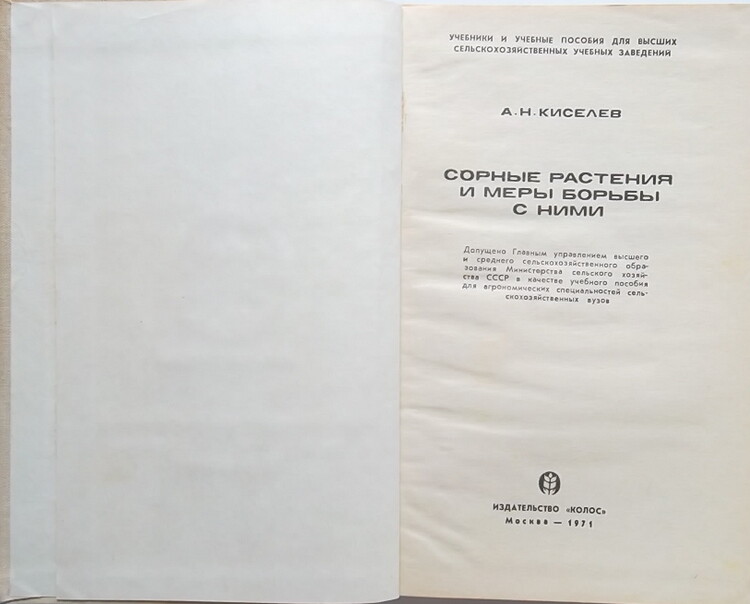 УЧЕБНИКИ И УЧЕБНЫЕ ПОСОБИЯ ДЛЯ ВЫСШИХ
СЕЛЬСКОХОЗЯЙСТВЕННЫХ УЧЕБНЫХ ЗАВЕДЕНИЙ
А. Н. КИСЕЛЕВ
СОРНЫЕ РАСТЕНИЯ
И МЕРЫ БОРЬБЫ
С НИМИ
Допущено Главным управлением высшего
и среднего сельскохозяйственного обра-
зования Министерства сельского хозяй-
ства СССР в качестве учебного пособия
для агрономических специальностей сель-
скохозяйственных вузов
ИЗДАТЕЛЬСТВО «КОЛОС»
Москва — 1971